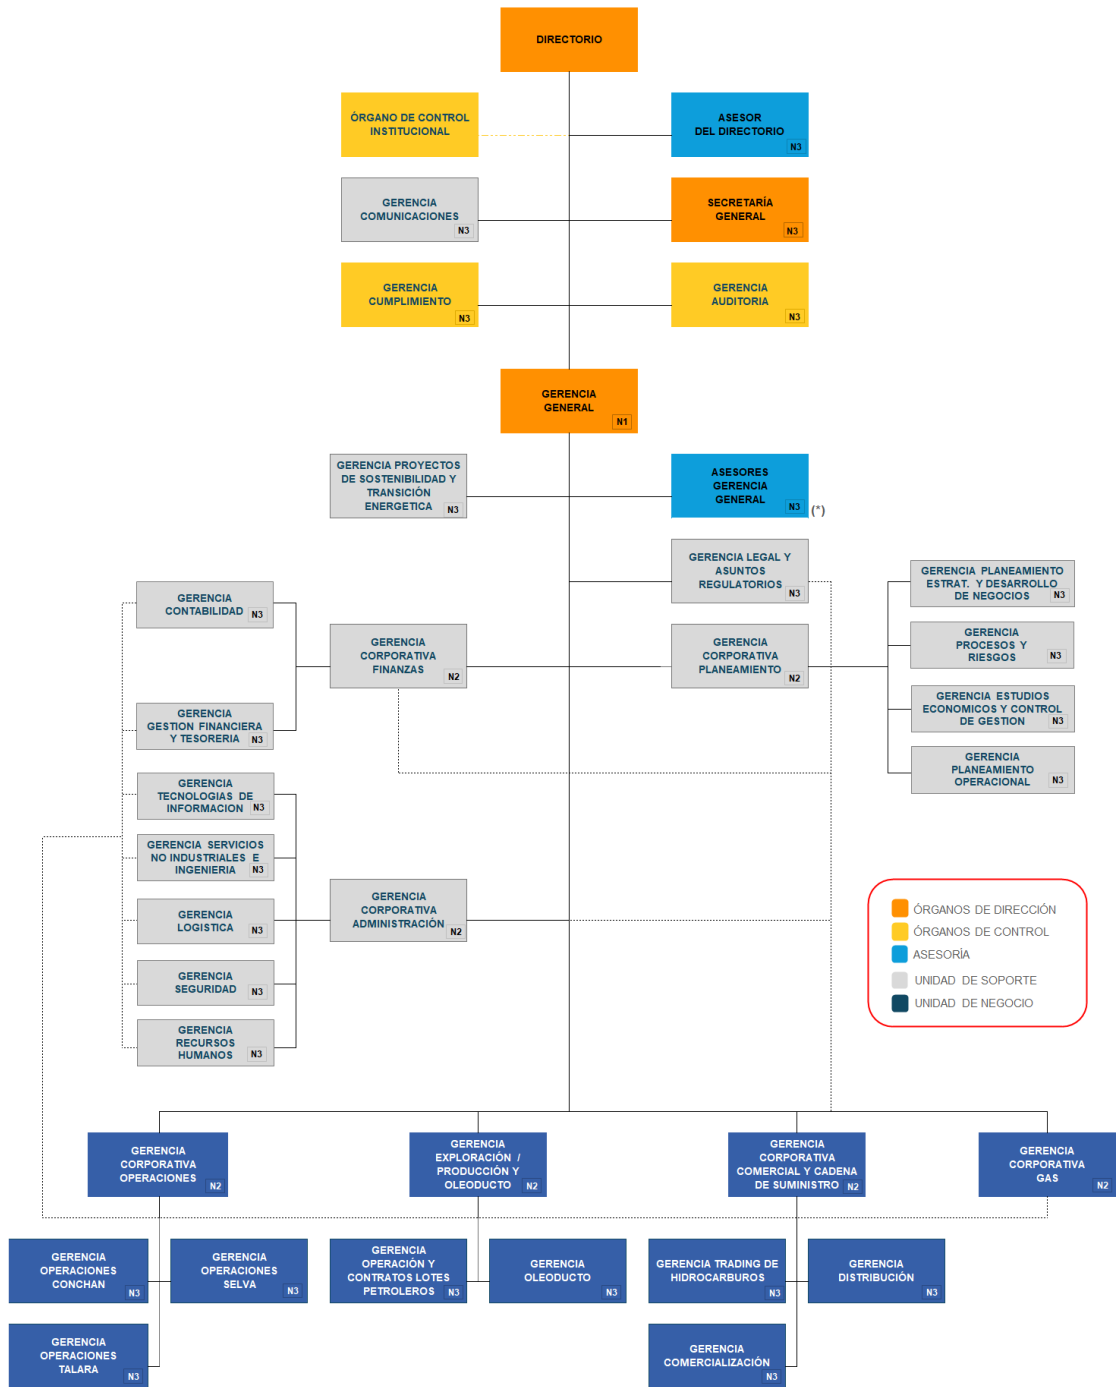 DIRECTORIO
ÓRGANO DE CONTROL
INSTITUCIONAL
ASESOR
DEL DIRECTORIO
N3
GERENCIA
COMUNICACIONES
N3
SECRETARÍA
GENERAL
N3
GERENCIA
CUMPLIMIENTO
N3
GERENCIA
AUDITORIA
N3
GERENCIA
GENERAL
N1
GERENCIA PROYECTOS
DE SOSTENIBILIDAD Y
TRANSICIÓN
ENERGETICA
N3
ASESORES
GERENCIA
GENERAL
N3
(*)
GERENCIA LEGAL Y
ASUNTOS
REGULATORIOS
N3
GERENCIA
CONTABILIDAD
N3
GERENCIA
CORPORATIVA
FINANZAS
N2
GERENCIA
CORPORATIVA
PLANEAMIENTO
N2
GERENCIA PLANEAMIENTO
ESTRAT. Y DESARROLLO
DE NEGOCIOS
N3
GERENCIA
PROCESOS Y
RIESGOS
N3
GERENCIA
GESTION FINANCIERA
Y TESORERIA
N3
GERENCIA ESTUDIOS
ECONOMICOS Y CONTROL
DE GESTION
N3
GERENCIA
PLANEAMIENTO
OPERACIONAL
N3
GERENCIA
TECNOLOGIAS DE
INFORMACION
N3
GERENCIA SERVICIOS
NO INDUSTRIALES E
INGENIERIA
N3
GERENCIA
LOGISTICA
N3
GERENCIA
CORPORATIVA
ADMINISTRACIÓN
N2
GERENCIA
SEGURIDAD
N3
GERENCIA
RECURSOS
HUMANOS
N3
ÓRGANOS DE DIRECCIÓN
ÓRGANOS DE CONTROL
ASESORÌA
UNIDAD DE SOPORTE
UNIDAD DE NEGOCIO
GERENCIA
CORPORATIVA
OPERACIONES
N2
GERENCIA
EXPLORACIÓN /
PRODUCCIÓN Y
OLEODUCTO
N2
GERENCIA
CORPORATIVA
COMERCIAL Y CADENA
DE SUMINISTRO
N2
GERENCIA
CORPORATIVA
GAS
N2
GERENCIA
OPERACIONES
CONCHAN
N3
GERENCIA
OPERACIONES
SELVA
N3
GERENCIA
OPERACIÓN Y
CONTRATOS LOTES
PETROLEROS
N3
GERENCIA
OLEODUCTO
N3
GERENCIA TRADING DE
HIDROCARBUROS
N3
GERENCIA
DISTRIBUCIÓN
N3
GERENCIA
OPERACIONES
TALARA
N3
GERENCIA
COMERCIALIZACIÓN
N3